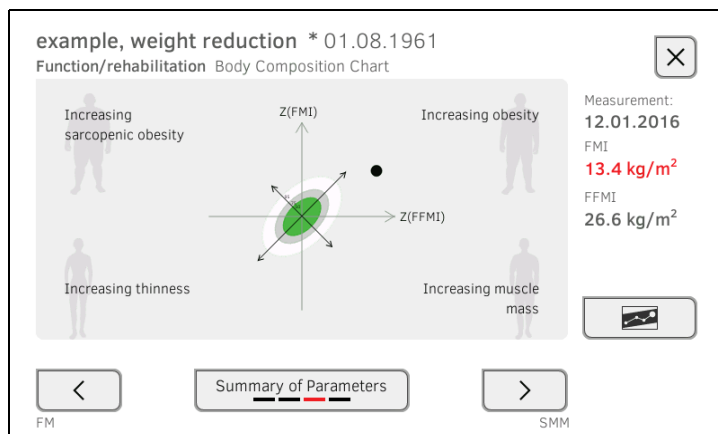 example, weight reduction * 01.08.1961
Function/rehabilitation Body Composition Chart
Increasing
sarcopenic obesity
Z(FMI)
Increasing obesity
Z(FFMI)
Increasing thinness
Increasing muscle
mass
Measurement:
12.01.2016
FMI
13.4 kg/m²
FFMI
26.6 kg/m²
Summary of Parameters
FM
SMM